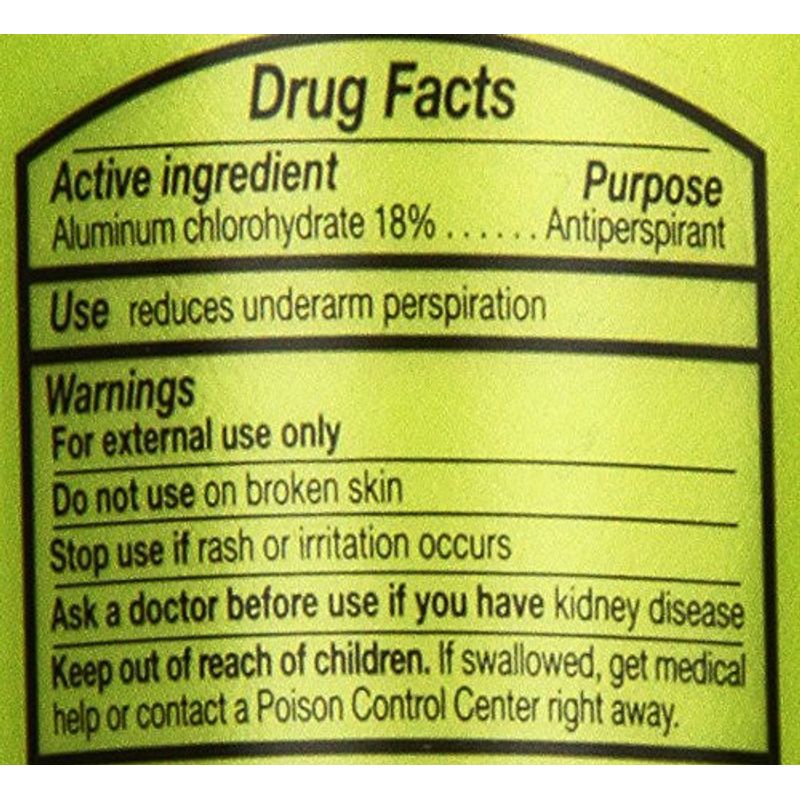 Drug Facts
Active ingredient Purpose
Aluminum chlorohydrate 18% . . . . . . Antiperspirant
Use reduces underarm perspiration
Warnings
For external use only
Do not use on broken skin
Stop use if rash or irritation occurs
Ask a doctor before use if you have kidney disease
Keep out of reach of children. If swallowed, get medical
help or contact a Poison Control Center right away.